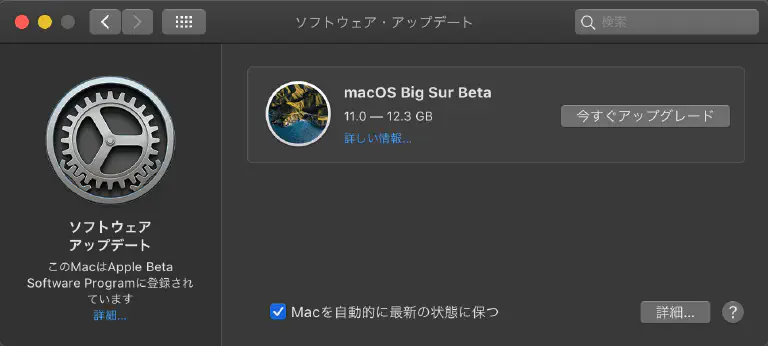 ソフトウェア・アップデート
検索
macOS Big Sur Beta
11.0 — 12.3 GB
詳しい情報...
今すぐアップグレード
ソフトウェア
アップデート
このMacはApple Beta
Software Programに登録され
ています
詳細...
Macを自動的に最新の状態に保つ
詳細...
?